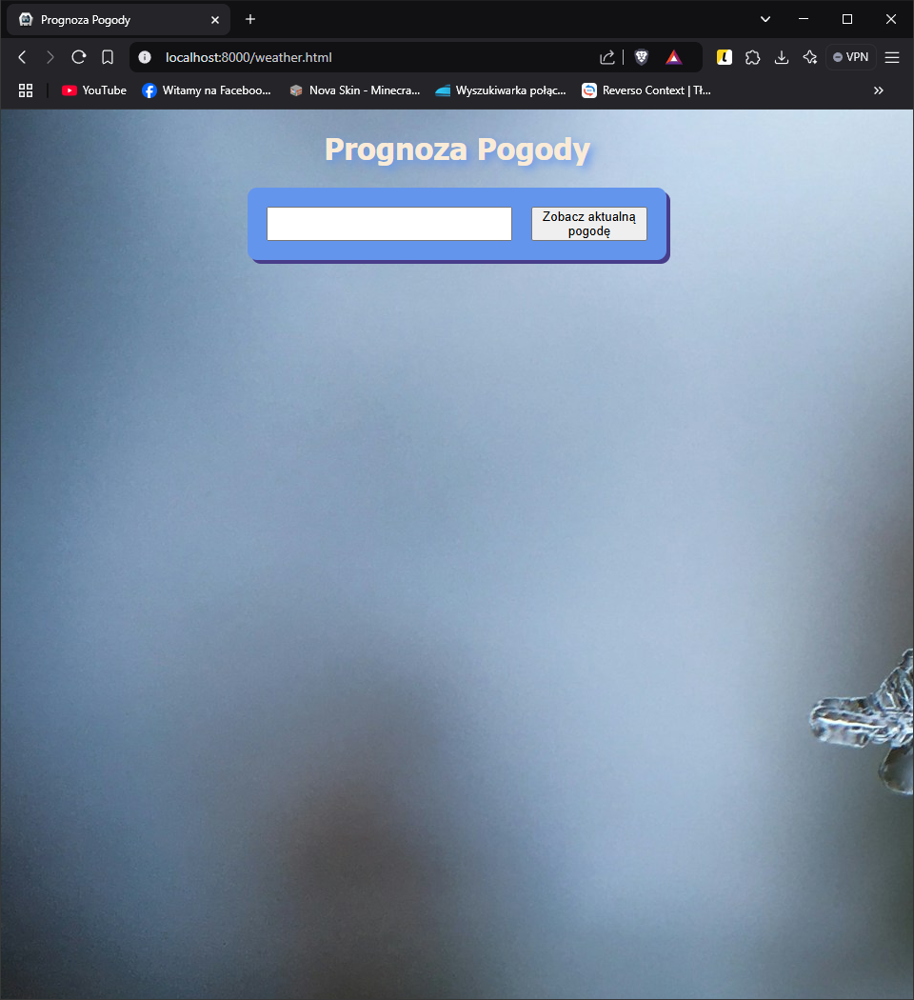 Prognoza Pogody
localhost:8000/weather.html
VPN
YouTube
Witamy na Faceboo...
Nova Skin - Minecra...
Wyszukiwarka połąc...
Reverso Context | Tł...
Prognoza Pogody
Zobacz aktualną
pogodę